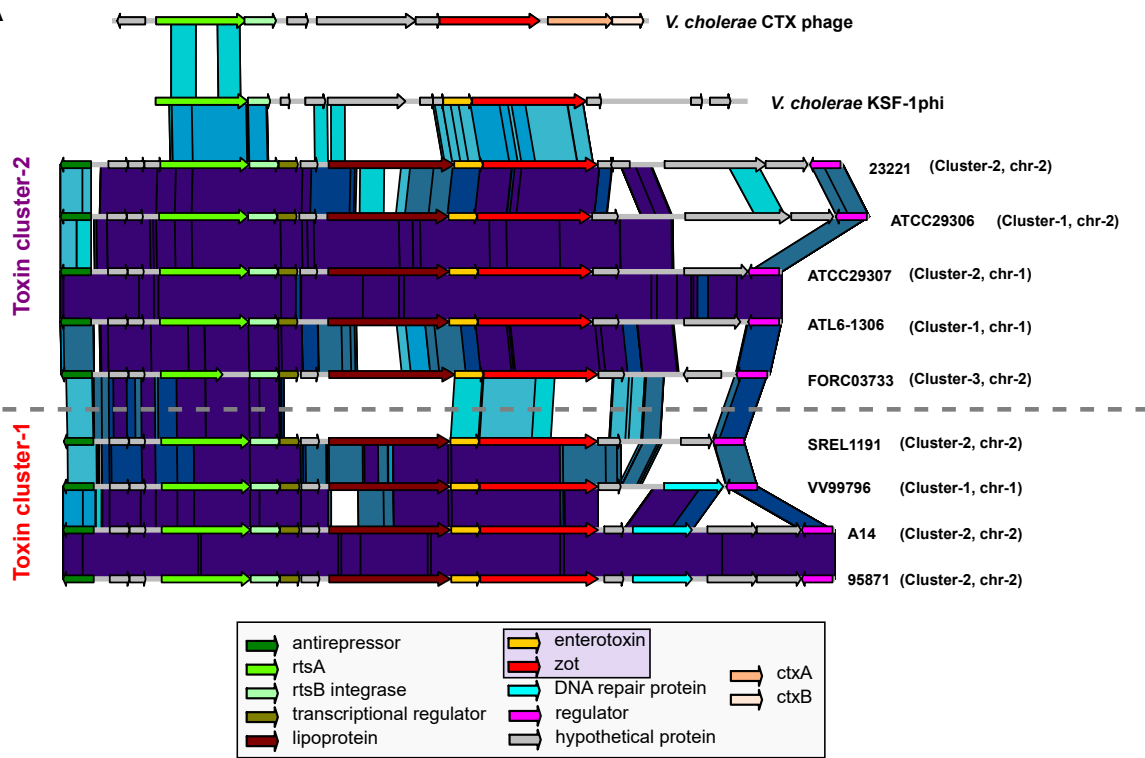 V. cholerae CTX phage
V. cholerae KSF-1phi
Toxin cluster-2
23221 (Cluster-2, chr-2)
ATCC29306 (Cluster-1, chr-2)
ATCC29307 (Cluster-2, chr-1)
ATL6-1306 (Cluster-1, chr-1)
FORC03733 (Cluster-3, chr-2)
Toxin cluster-1
SREL1191 (Cluster-2, chr-2)
VV99796 (Cluster-1, chr-1)
A14 (Cluster-2, chr-2)
95871 (Cluster-2, chr-2)
antirepressor
rtsA
rtsB integrase
transcriptional regulator
lipoprotein
enterotoxin
zot
DNA repair protein
regulator
hypothetical protein
ctxA
ctxB